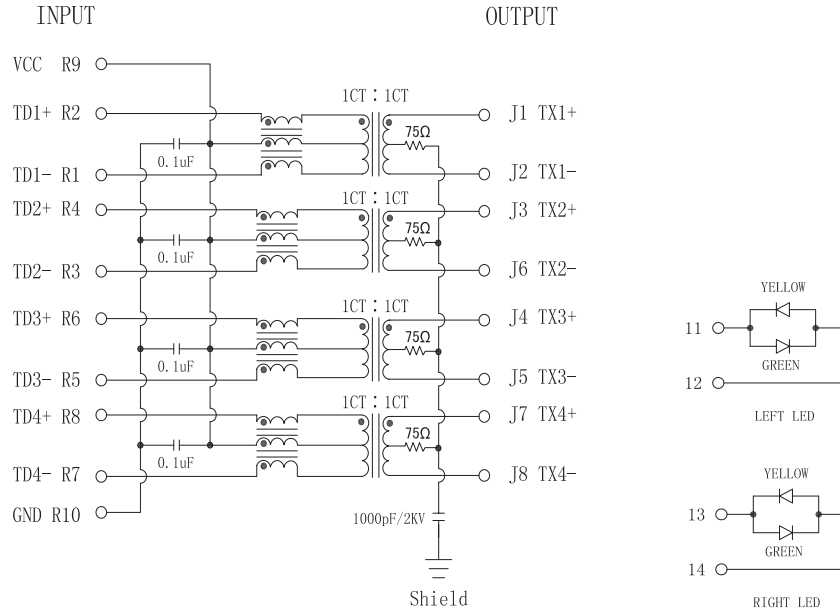 INPUT
OUTPUT
VCC R9
1CT : 1CT
TD1+ R2
J1 TX1+
75Ω
0.1uF
TD1- R1
J2 TX1-
1CT : 1CT
TD2+ R4
J3 TX2+
75Ω
0.1uF
TD2- R3
J6 TX2-
1CT : 1CT
TD3+ R6
J4 TX3+
75Ω
0.1uF
TD3- R5
J5 TX3-
1CT : 1CT
TD4+ R8
J7 TX4+
75Ω
0.1uF
TD4- R7
J8 TX4-
GND R10
1000pF/2KV
Shield
YELLOW
11
GREEN
12
LEFT LED
YELLOW
13
GREEN
14
RIGHT LED